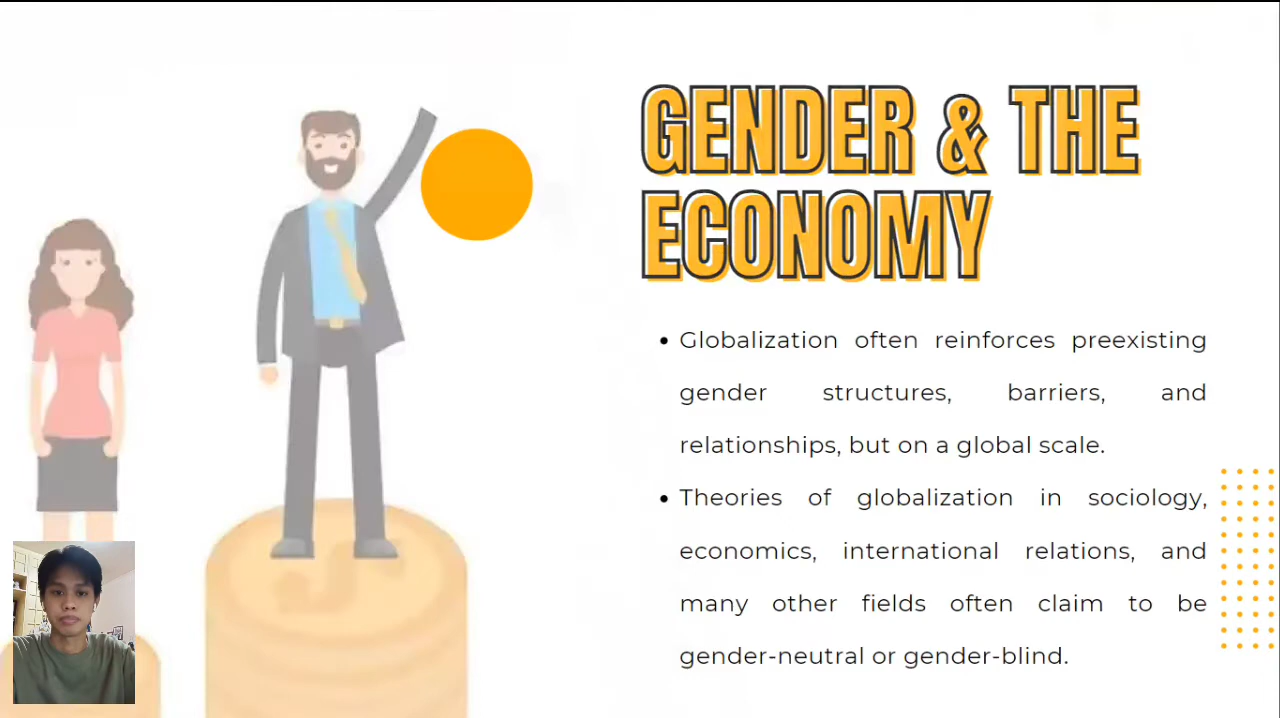 GENDER & THE
ECONOMY
• Globalization often reinforces preexisting
gender structures, barriers, and
relationships, but on a global scale.
• Theories of globalization in sociology,
economics, international relations, and
many other fields often claim to be
gender-neutral or gender-blind.